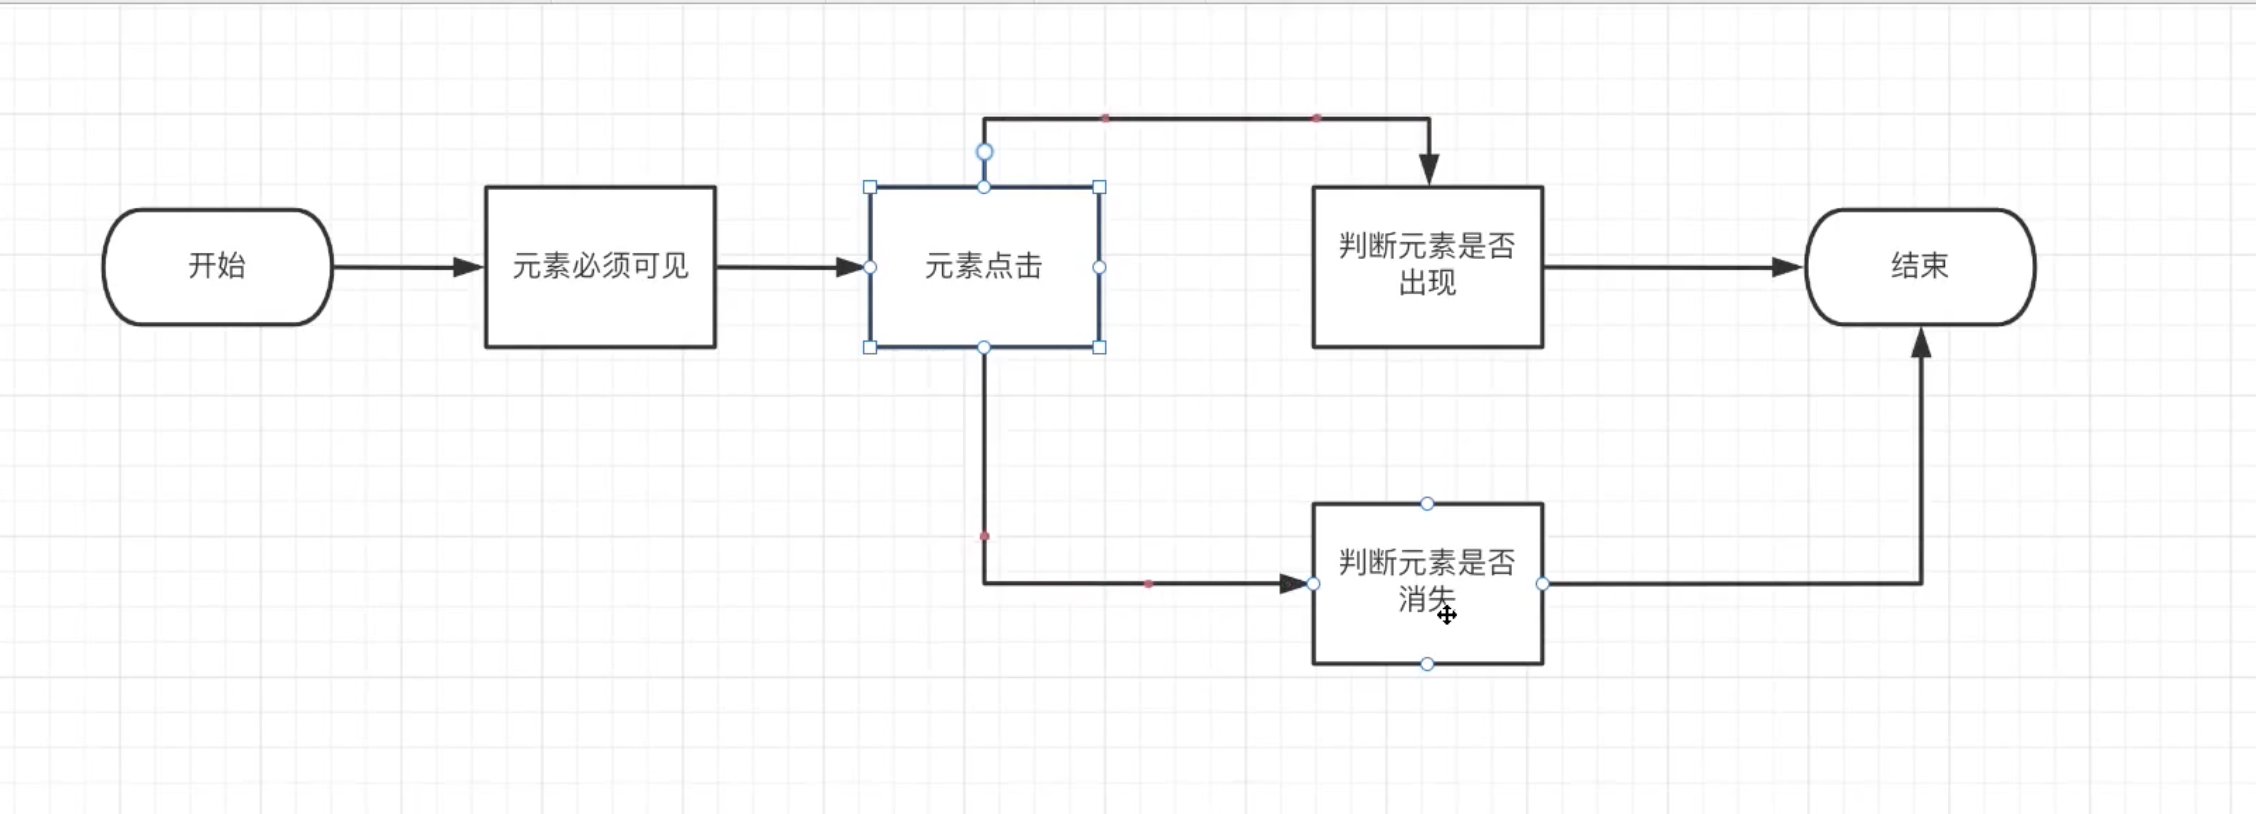 开始
元素必须可见
元素点击
判断元素是否
出现
结束
判断元素是否
消失